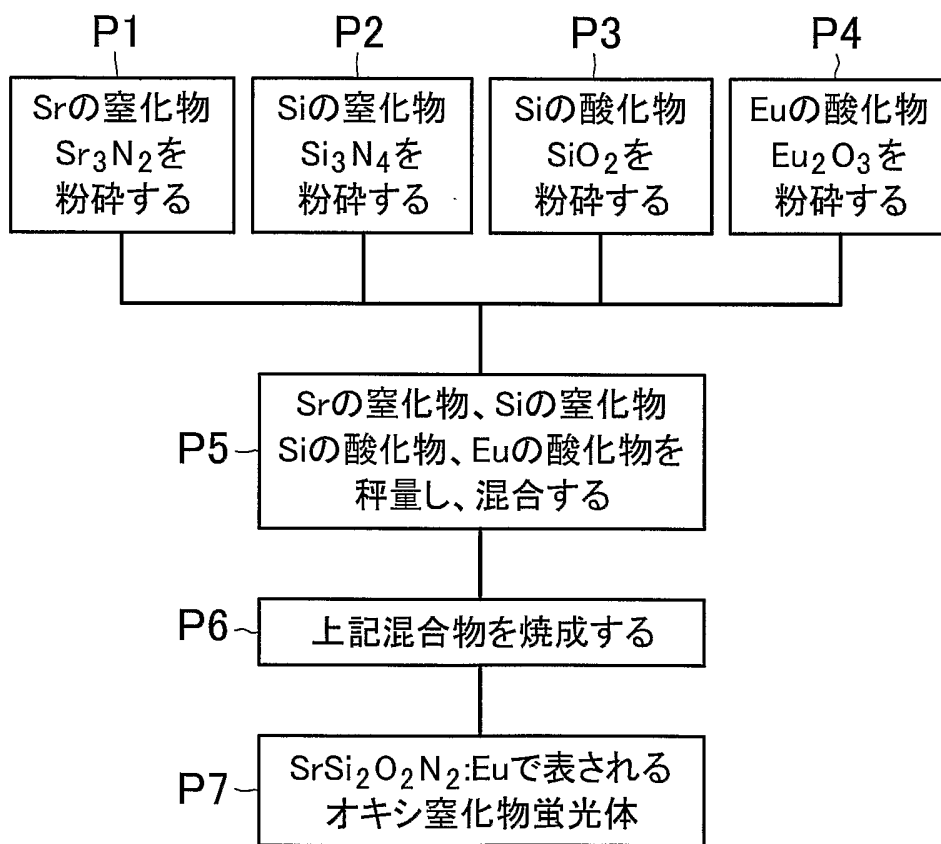 P1 P2 P3 P4
Srの窒化物
Sr₃N₂を
粉砕する
Siの窒化物
Si₃N₄を
粉砕する
Siの酸化物
SiO₂を
粉砕する
Euの酸化物
Eu₂O₃を
粉砕する
P5
Srの窒化物、Siの窒化物
Siの酸化物、Euの酸化物を
秤量し、混合する
P6
上記混合物を焼成する
P7
SrSi₂O₂N₂:Euで表される
オキシ窒化物蛍光体